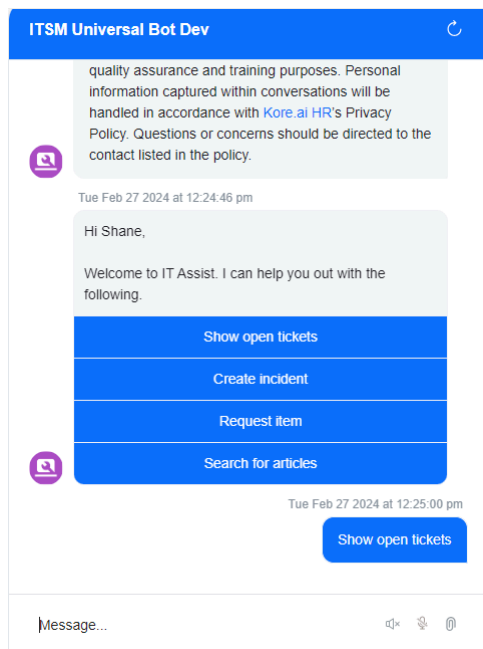 ITSM Universal Bot Dev
quality assurance and training purposes. Personal
information captured within conversations will be
handled in accordance with Kore.ai HR's Privacy
Policy. Questions or concerns should be directed to the
contact listed in the policy.
Tue Feb 27 2024 at 12:24:46 pm
Hi Shane,
Welcome to IT Assist. I can help you out with the
following.
Show open tickets
Create incident
Request item
Search for articles
Tue Feb 27 2024 at 12:25:00 pm
Show open tickets
Message...